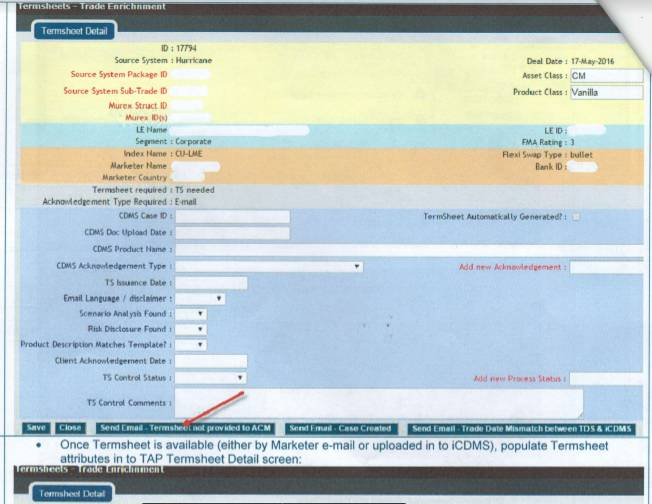 Termsheets - Trade Enrichment
Termsheet Detail
ID : 17794
Source System : Hurricane
Deal Date : 17-May-2016
Source System Package ID
Asset Class : CM
Source System Sub-Trade ID
Product Class : Vanilla
Murex Struct ID
Murex ID(s)
LE Name
LE ID :
Segment : Corporate
FMA Rating : 3
Index Name : CU-LME
Flexi Swap Type : bullet
Marketer Name
Bank ID :
Marketer Country
Termsheet required : TS needed
Acknowledgement Type Required : E-mail
CDMS Case ID :
TermSheet Automatically Generated? :
CDMS Doc Upload Date :
CDMS Product Name :
CDMS Acknowledgement Type :
Add new Acknowledgement :
TS Issuance Date :
Email Language / disclaimer :
Scenario Analysis Found :
Risk Disclosure Found :
Product Description Matches Template? :
Client Acknowledgement Date :
TS Control Status :
Add new Process Status :
TS Control Comments :
Save Close Send Email - Termsheet not provided to ACM Send Email - Case Created Send Email - Trade Date Mismatch between TDS & iCDMS
• Once Termsheet is available (either by Marketer e-mail or uploaded in to iCDMS), populate Termsheet
attributes in to TAP Termsheet Detail screen:
Termsheets - Trade Enrichment
Termsheet Detail